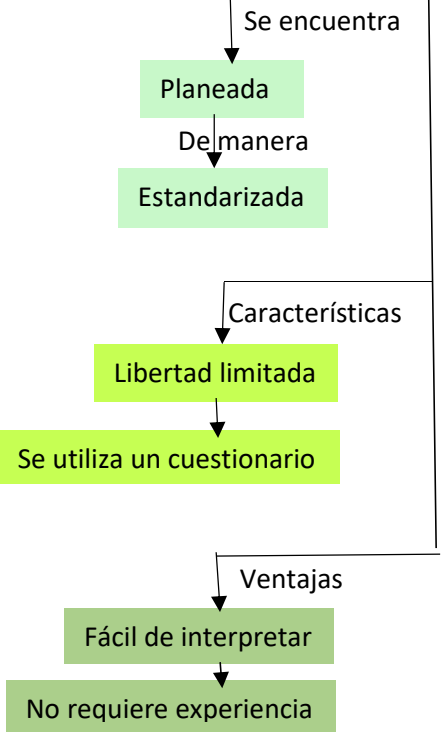 Se encuentra
Planeada
De manera
Estandarizada
Características
Libertad limitada
Se utiliza un cuestionario
Ventajas
Fácil de interpretar
No requiere experiencia